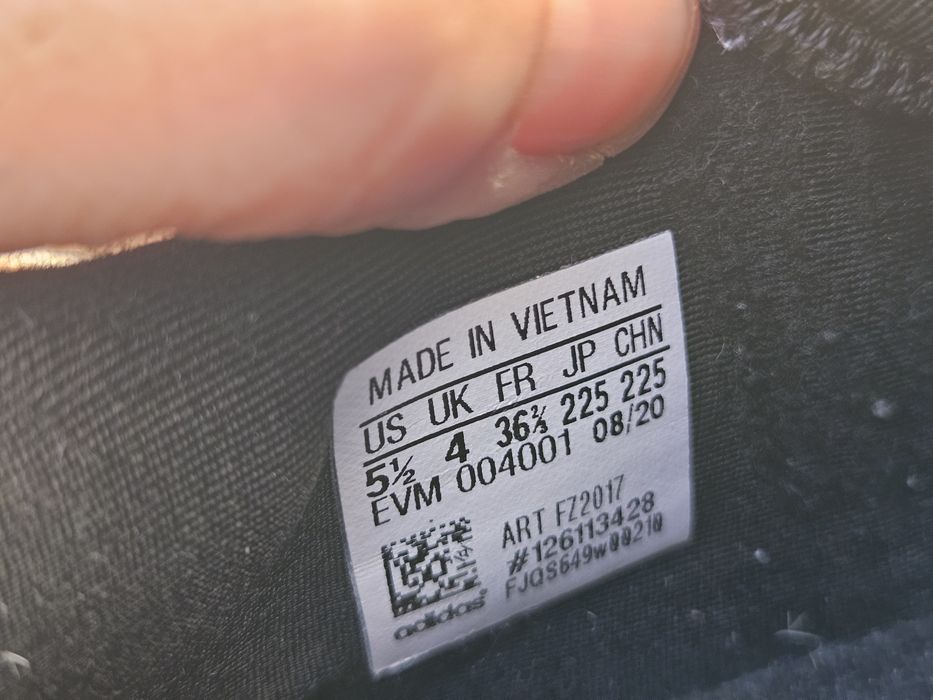 MADE IN VIETNAM
US UK FR JP CHN
5½ 4 36⅔ 225 225
EVM 004001 08/20
ART FZ2017
#126113428
FJQS649w00210
adidas